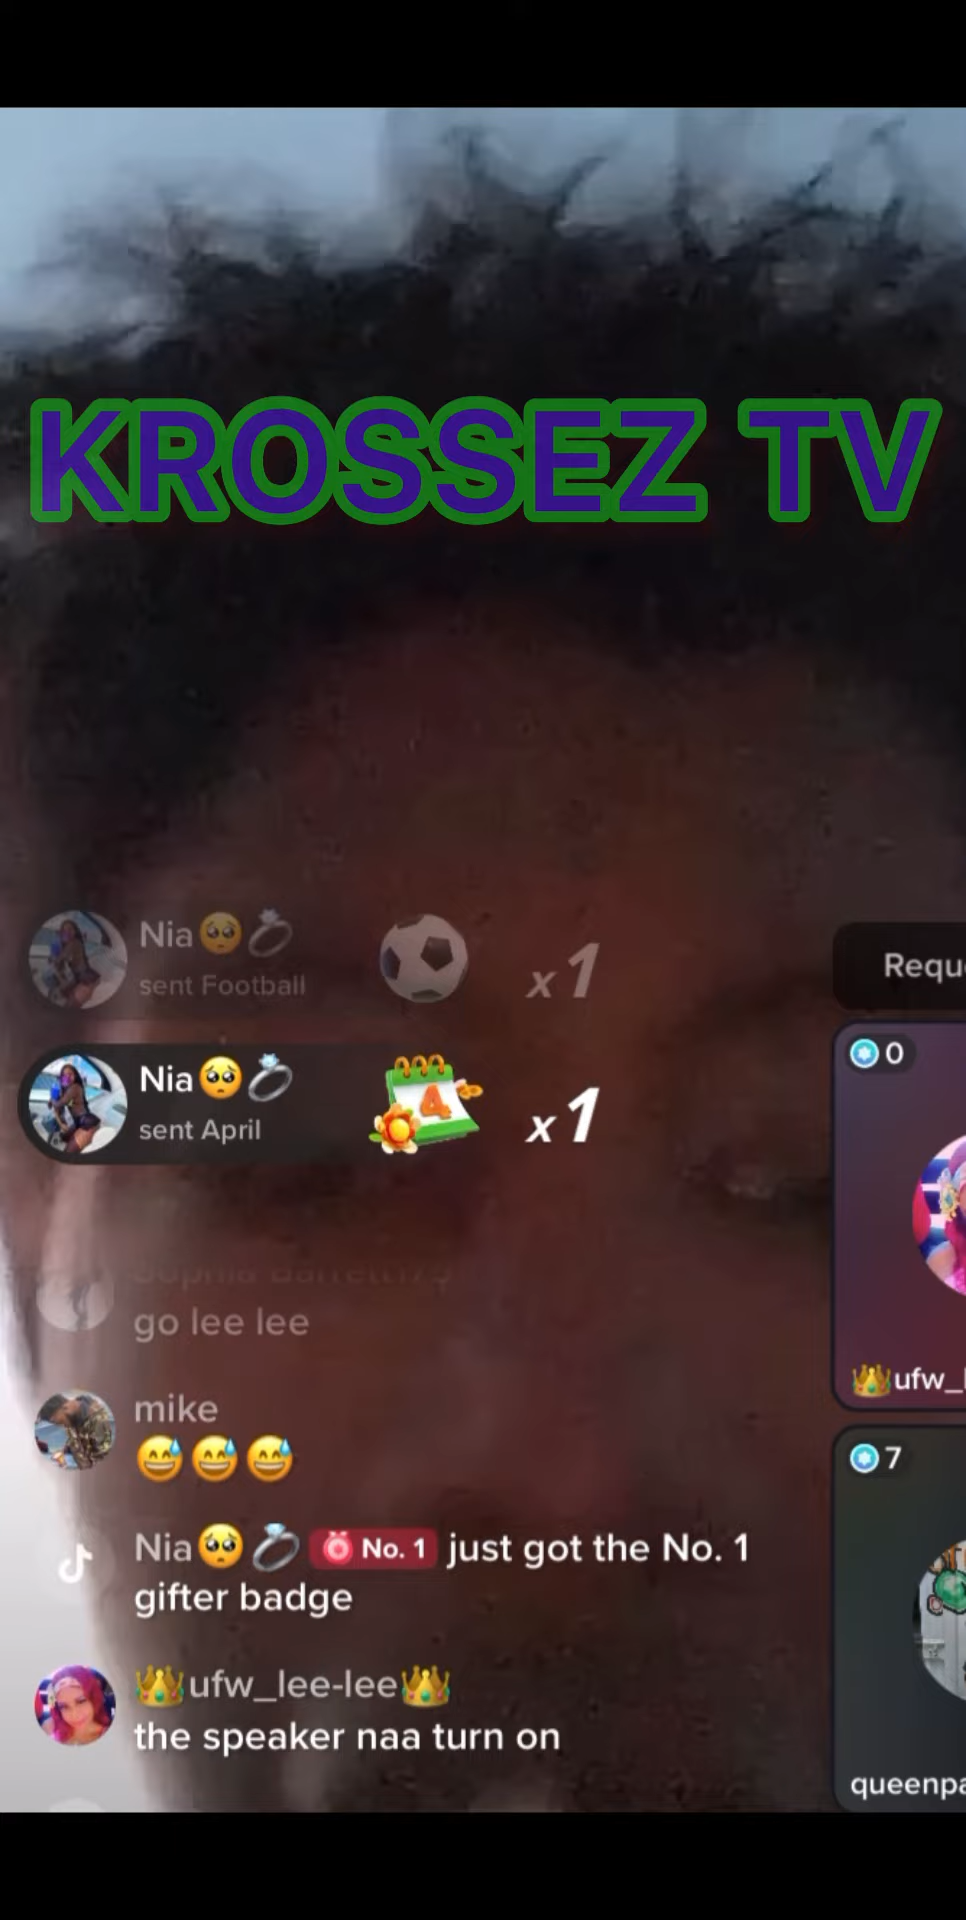 KROSSEZ TV
Nia🥺💍
sent Football
x1
Requ
Nia🥺💍
sent April
4
x1
0
go lee lee
👑ufw_
mike
😅😅😅
7
Nia🥺💍 No. 1 just got the No. 1
gifter badge
👑ufw_lee-lee👑
the speaker naa turn on
queenpa